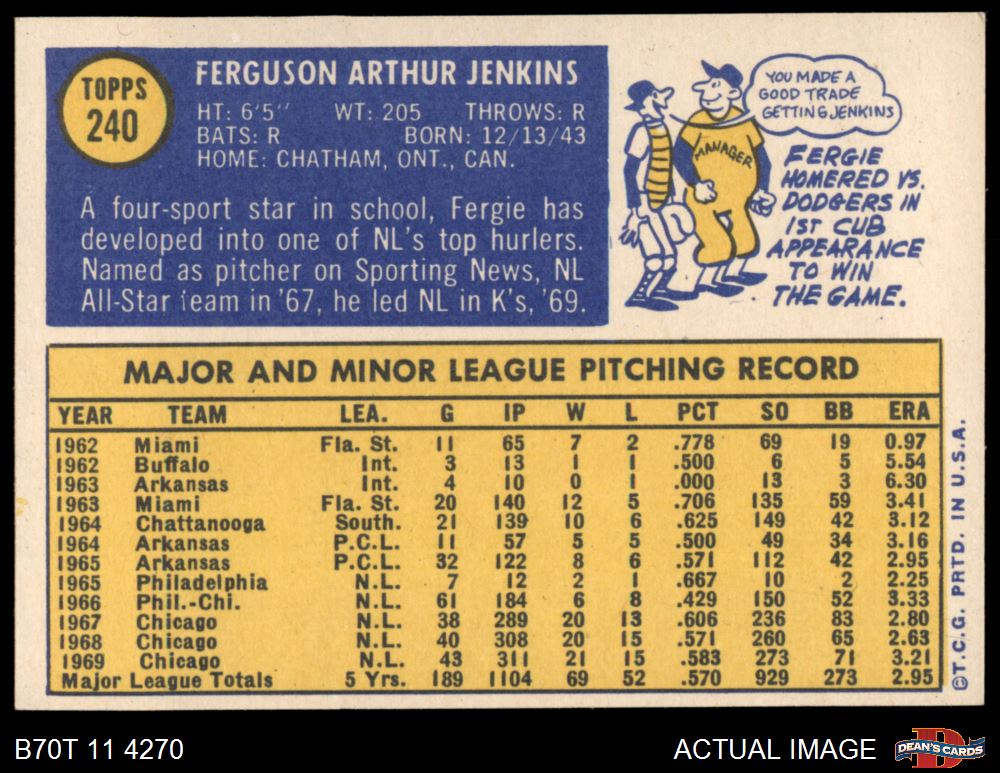 TOPPS
240
FERGUSON ARTHUR JENKINS
HT: 6'5" WT: 205 THROWS: R
BATS: R BORN: 12/13/43
HOME: CHATHAM, ONT., CAN.
A four-sport star in school, Fergie has
developed into one of NL's top hurlers.
Named as pitcher on Sporting News, NL
All-Star team in '67, he led NL in K's, '69.
YOU MADE A
GOOD TRADE
GETTING JENKINS
MANAGER
FERGIE
HOMERED VS.
DODGERS IN
1ST CUB
APPEARANCE
TO WIN
THE GAME.
MAJOR AND MINOR LEAGUE PITCHING RECORD
YEAR TEAM LEA. G IP W L PCT SO BB ERA
1962 Miami Fla. St. 11 65 7 2 .778 69 19 0.97
1962 Buffalo Int. 3 13 1 1 .500 6 5 5.54
1963 Arkansas Int. 4 10 0 1 .000 13 3 6.30
1963 Miami Fla. St. 20 140 12 5 .706 135 59 3.41
1964 Chattanooga South. 21 139 10 6 .625 149 42 3.12
1964 Arkansas P.C.L. 11 57 5 5 .500 49 34 3.16
1965 Arkansas P.C.L. 32 122 8 6 .571 112 42 2.95
1965 Philadelphia N.L. 7 12 2 1 .667 10 2 2.25
1966 Phil.-Chi. N.L. 61 184 6 8 .429 150 52 3.33
1967 Chicago N.L. 38 289 20 13 .606 236 83 2.80
1968 Chicago N.L. 40 308 20 15 .571 260 65 2.63
1969 Chicago N.L. 43 311 21 15 .583 273 71 3.21
Major League Totals 5 Yrs. 189 1104 69 52 .570 929 273 2.95
©T.C.G. PRTD. IN U.S.A.
B70T 11 4270
ACTUAL IMAGE
D
DEAN'S CARDS